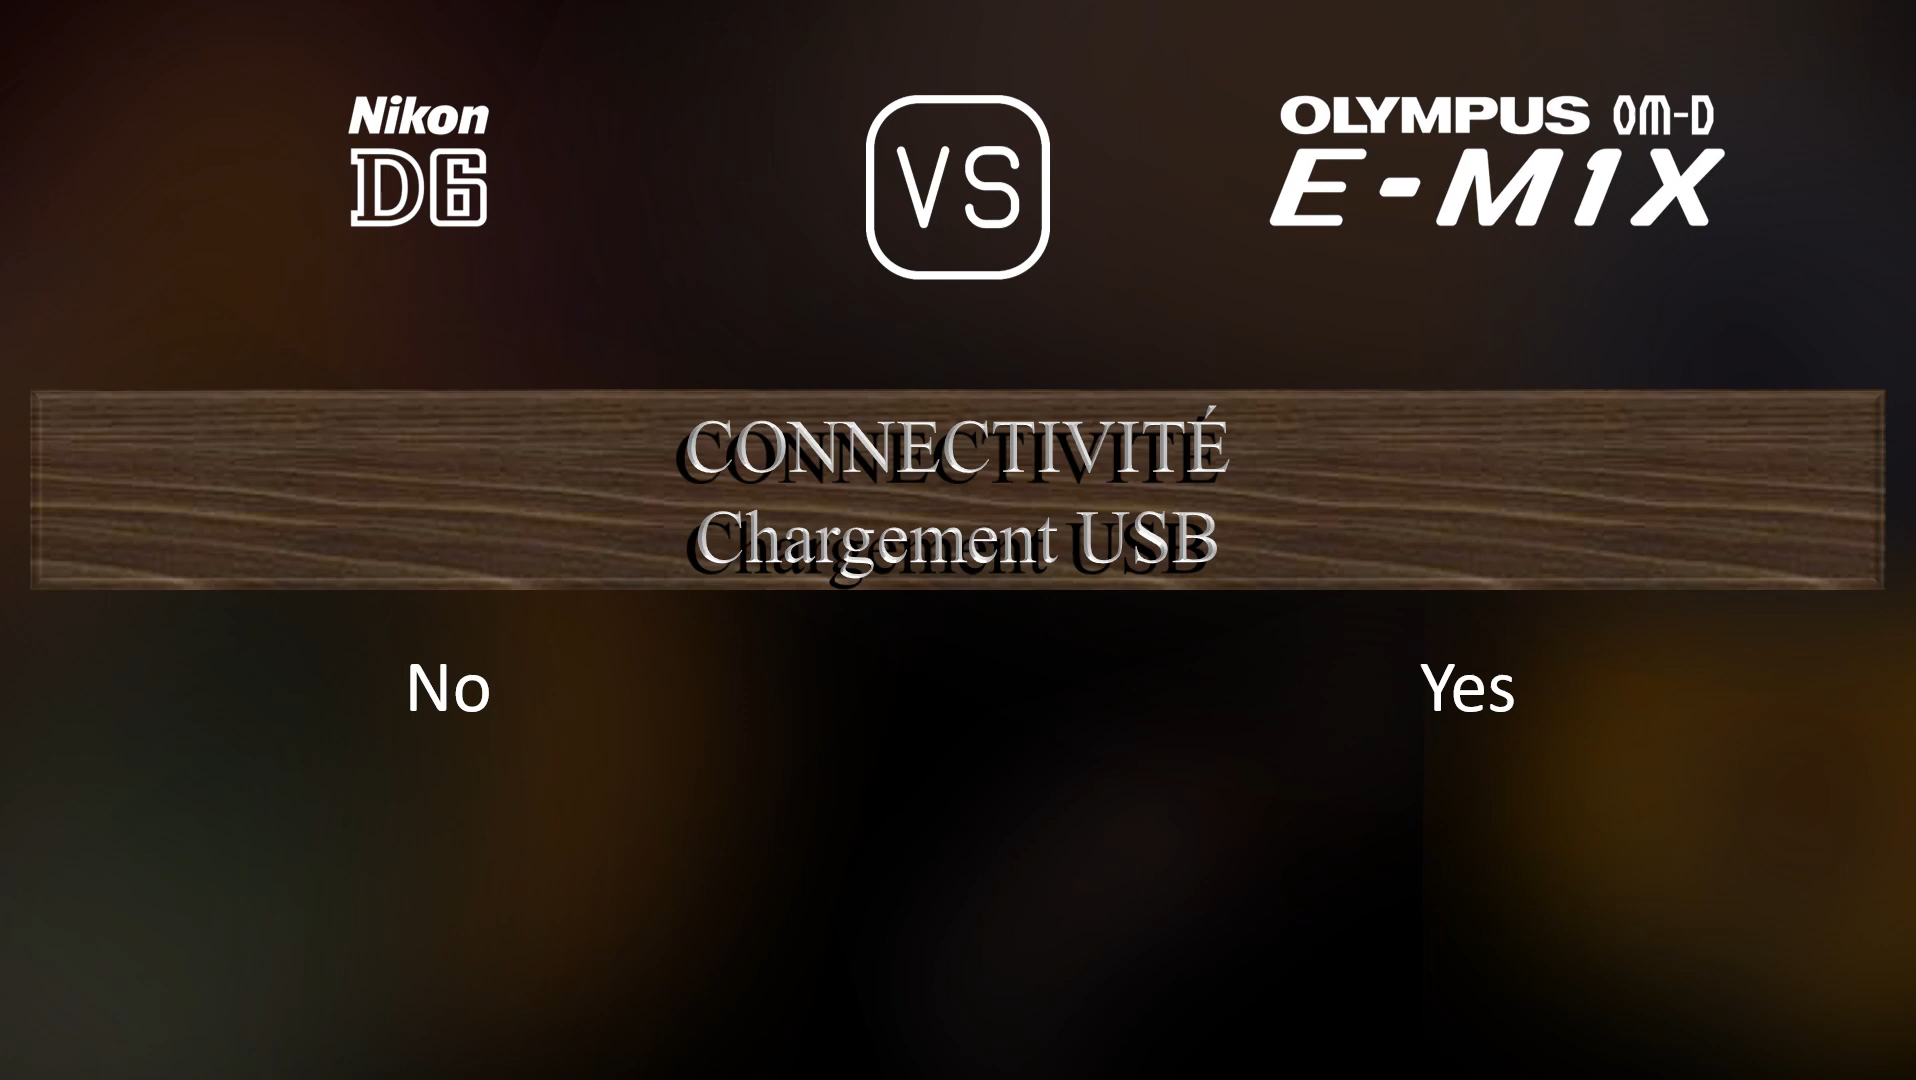 Nikon
D6
VS
OLYMPUS OM-D
E-M1X
CONNECTIVITÉ
Chargement USB
No
Yes